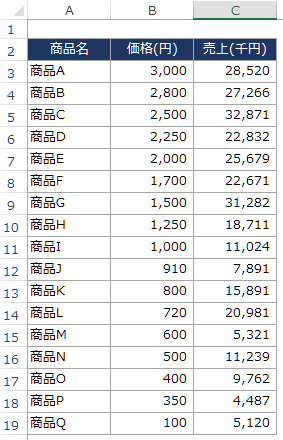 A B C
1
2 商品名 価格(円) 売上(千円)
3 商品A 3,000 28,520
4 商品B 2,800 27,266
5 商品C 2,500 32,871
6 商品D 2,250 22,832
7 商品E 2,000 25,679
8 商品F 1,700 22,671
9 商品G 1,500 31,282
10 商品H 1,250 18,711
11 商品I 1,000 11,024
12 商品J 910 7,891
13 商品K 800 15,891
14 商品L 720 20,981
15 商品M 600 5,321
16 商品N 500 11,239
17 商品O 400 9,762
18 商品P 350 4,487
19 商品Q 100 5,120